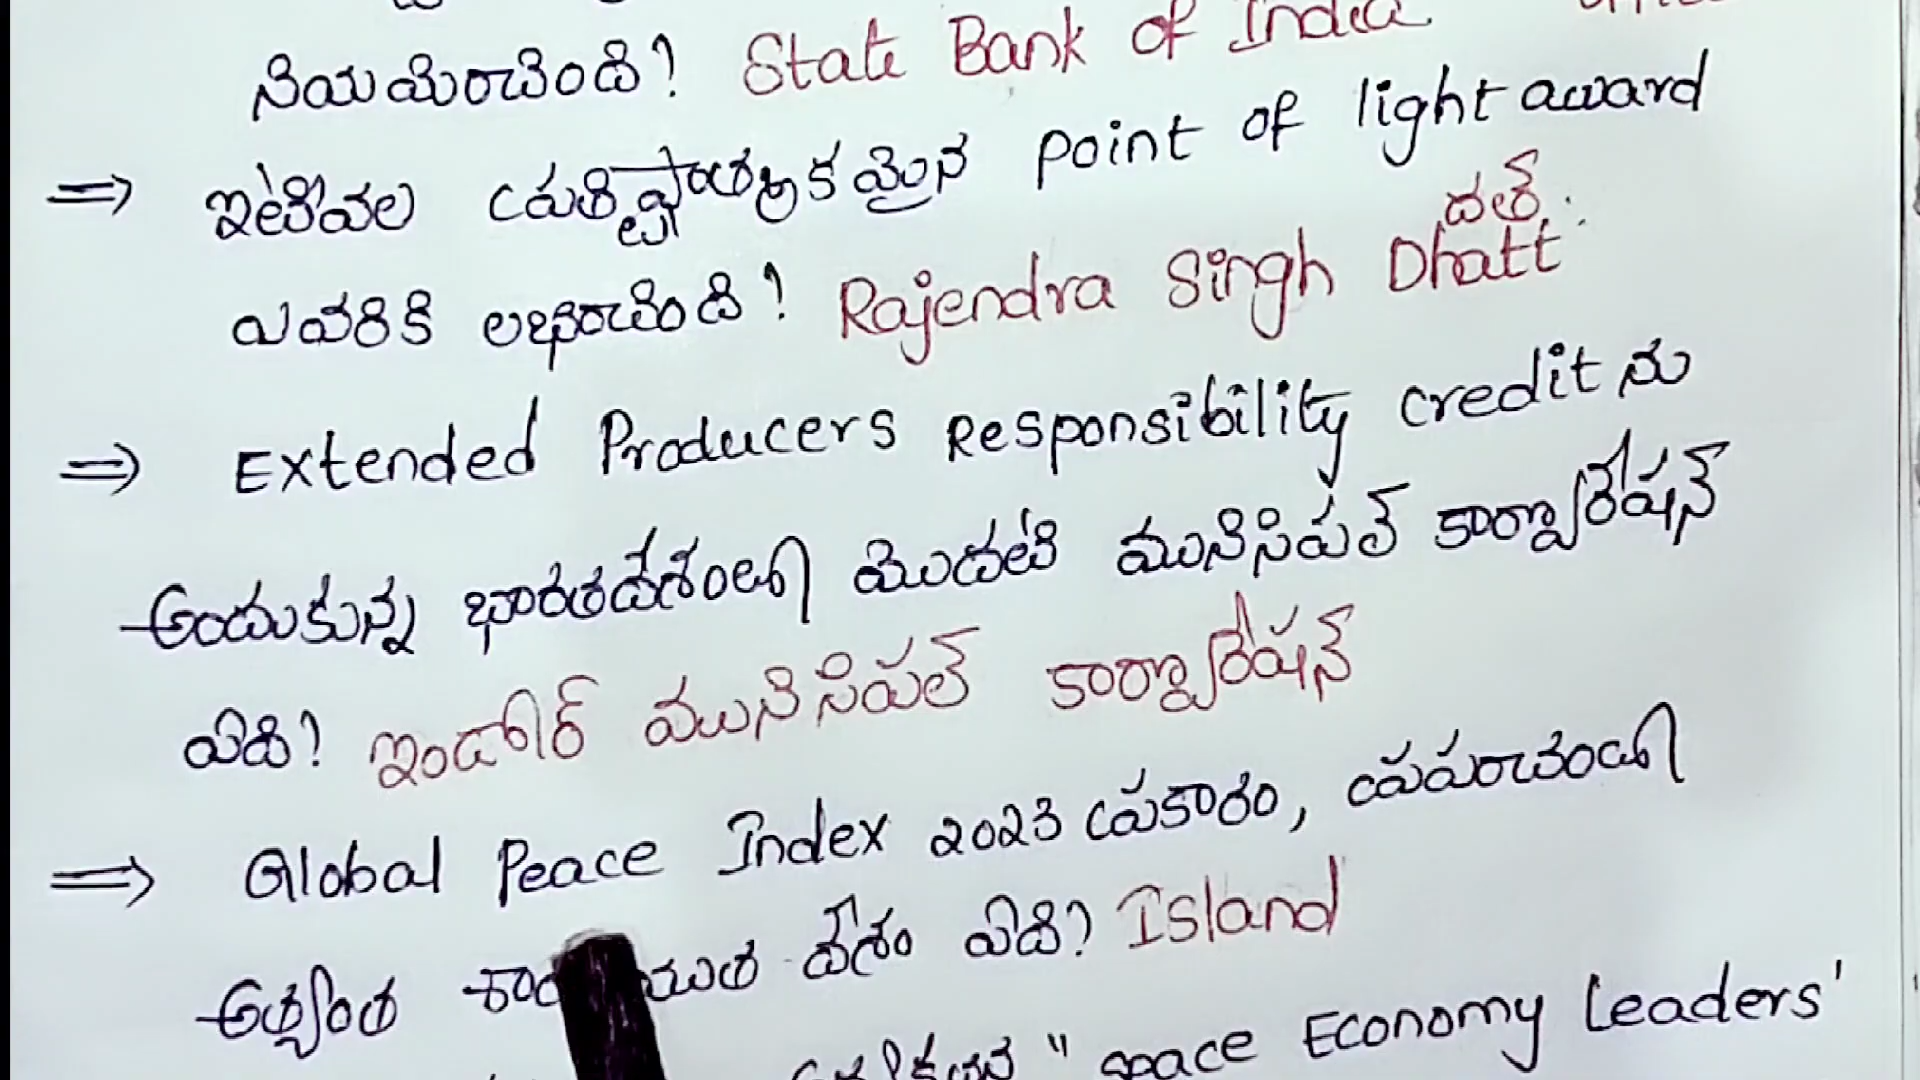 నియమించింది? State Bank of India
⇒ ఇటీవల ప్రతిష్ఠాత్మకమైన point of light award
దత్
ఎవరికి లభించింది? Rajendra Singh Dhatt
⇒ Extended Producers Responsibility credit ను
అందుకున్న భారతదేశంలో మొదటి మునిసిపల్ కార్పొరేషన్
ఏది? ఇండోర్ మునిసిపల్ కార్పొరేషన్
⇒ Global Peace Index 2023 ప్రకారం, ప్రపంచంలో
అత్యంత దేశం ఏది? Island
" space Economy Leaders'